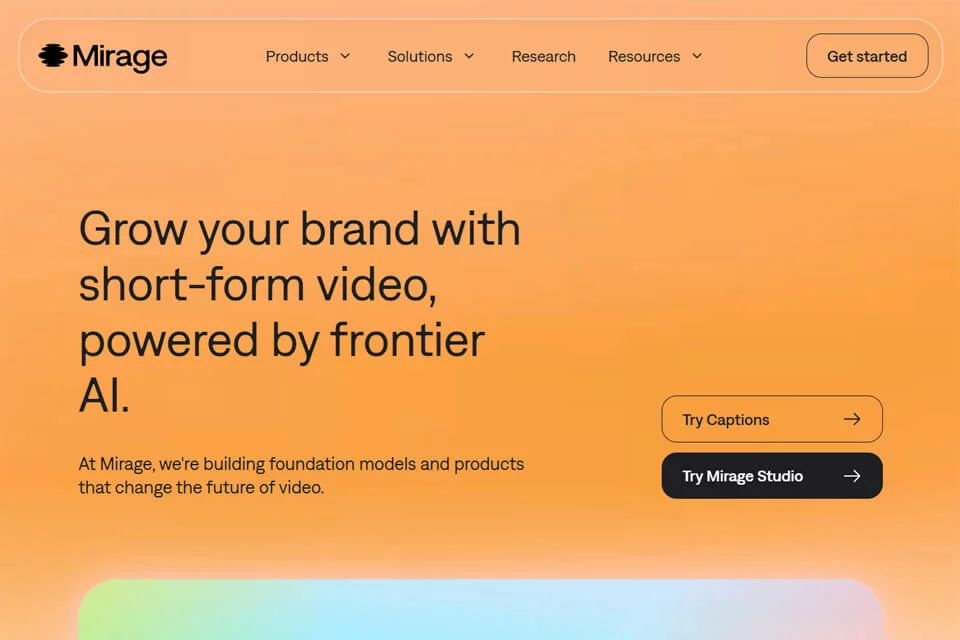 Mirage
Products
Solutions
Research
Resources
Get started
Grow your brand with
short-form video,
powered by frontier
AI.
At Mirage, we're building foundation models and products
that change the future of video.
Try Captions
Try Mirage Studio